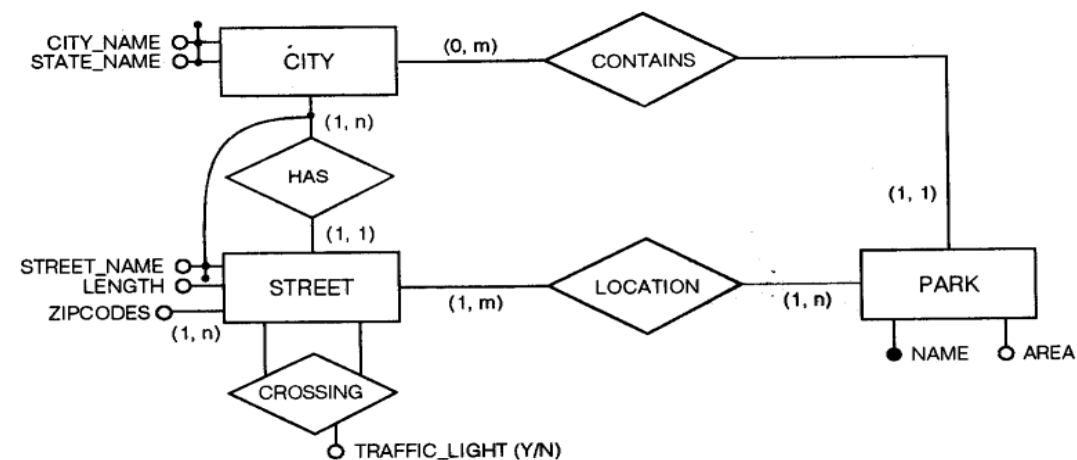 CITY_NAME
STATE_NAME
CITY
(0, m)
CONTAINS
(1, n)
HAS
(1, 1)
(1, 1)
STREET_NAME
LENGTH
ZIPCODES
(1, n)
STREET
(1, m)
LOCATION
(1, n)
PARK
NAME
AREA
CROSSING
TRAFFIC_LIGHT (Y/N)